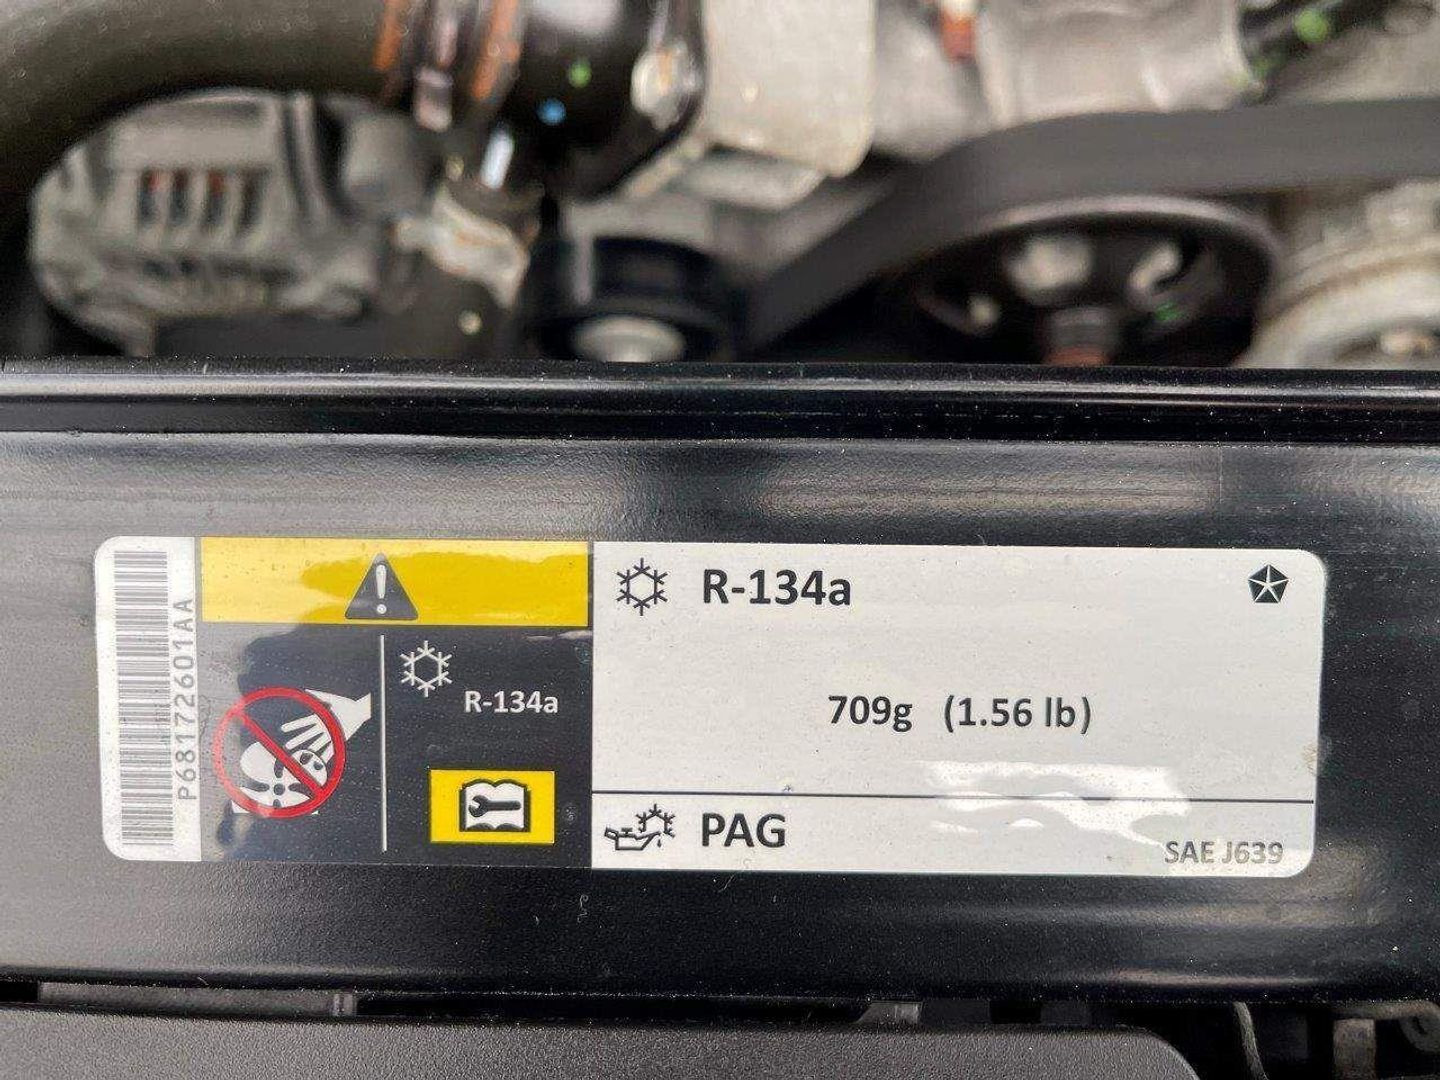 P68172601AA
R-134a
R-134a
709g (1.56 lb)
PAG
SAE J639